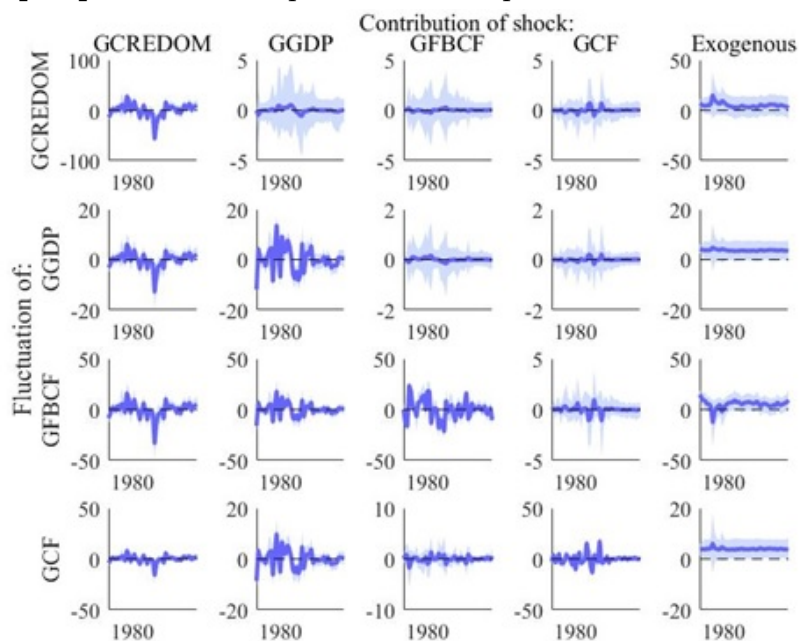 Contribution of shock:
GCREDOM GGDP GFBCF GCF Exogenous
Fluctuation of:
GCREDOM
100 5 5 5 50
0 0 0 0 0
-100 -5 -5 -5 -50
1980 1980 1980 1980 1980
GGDP
20 20 2 2 20
0 0 0 0 0
-20 -20 -2 -2 -20
1980 1980 1980 1980 1980
GFBCF
50 50 50 5 50
0 0 0 0 0
-50 -50 -50 -5 -50
1980 1980 1980 1980 1980
GCF
50 20 10 50 20
0 0 0 0 0
-50 -20 -10 -50 -20
1980 1980 1980 1980 1980